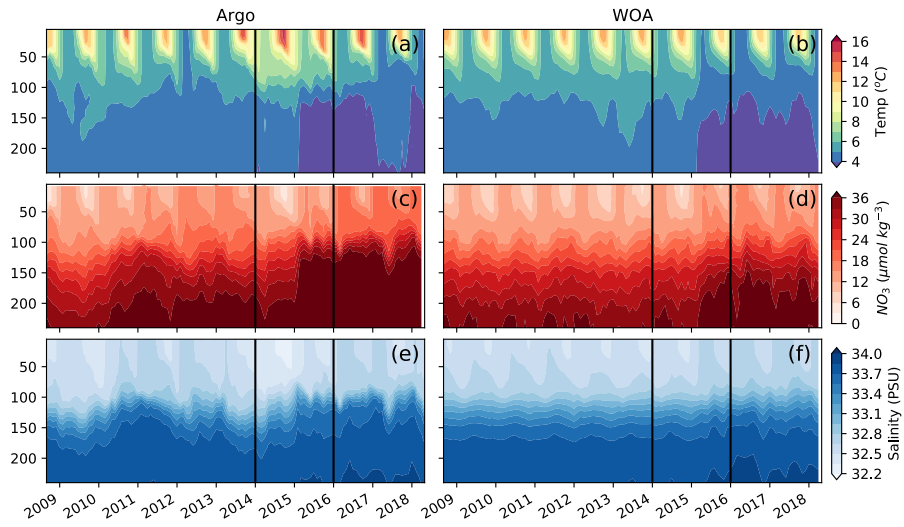 Argo
WOA
(a)
(b)
50
100
150
200
16
14
12
10
8
6
4
Temp (°C)
(c)
(d)
50
100
150
200
36
30
24
18
12
6
0
NO3 (μmol kg−3)
(e)
(f)
50
100
150
200
34.0
33.7
33.4
33.1
32.8
32.5
32.2
Salinity (PSU)
2009 2010 2011 2012 2013 2014 2015 2016 2017 2018
2009 2010 2011 2012 2013 2014 2015 2016 2017 2018